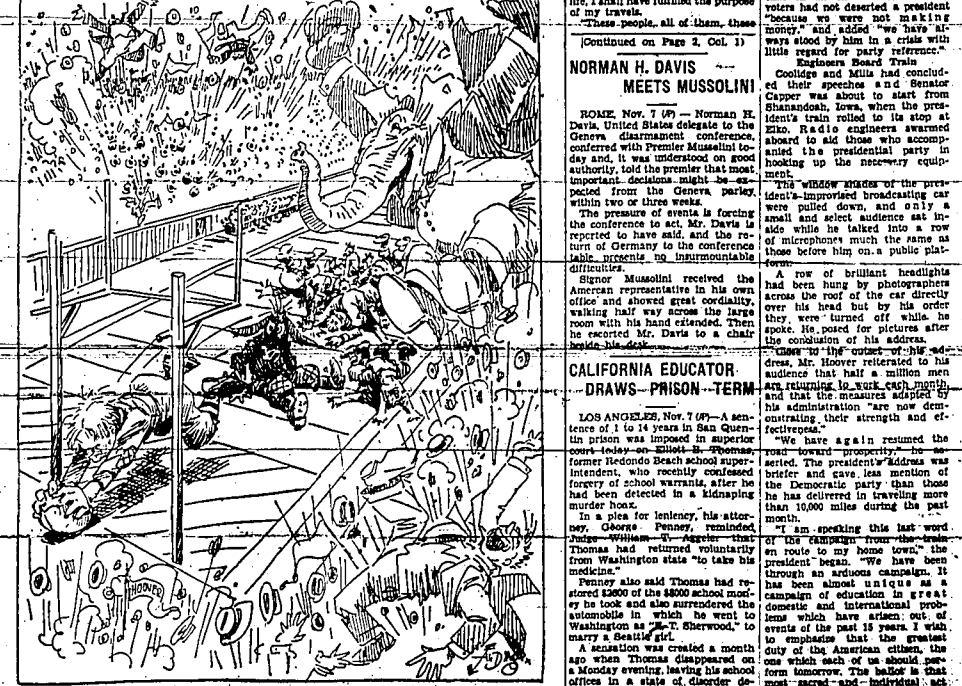 HOOVER
life, I shall have fulfilled the purpose
of my travels.
"These people, all of them, these
(Continued on Page 2, Col. 1)
NORMAN H. DAVIS
MEETS MUSSOLINI
ROME, Nov. 7 (AP) — Norman H.
Davis, United States delegate to the
Geneva disarmament conference,
conferred with Premier Mussolini to-
day and, it was understood on good
authority, told the premier that most
important decisions might be ex-
pected from the Geneva parley
within two or three weeks.
The pressure of events is forcing
the conference to act, Mr. Davis is
reported to have said, and the re-
turn of Germany to the conference
table presents no insurmountable
difficulties.
Signor Mussolini received the
Amercan representative in his own
office and showed great cordiality,
walking half way across the large
room with his hand extended. Then
he escorted Mr. Davis to a chair
beside his desk.
CALIFORNIA EDUCATOR
DRAWS PRISON TERM
LOS ANGELES, Nov. 7 (AP)—A sen-
tence of 1 to 14 years in San Quen-
tin prison was imposed in superior
court today on Elliott B. Thomas,
former Redondo Beach school super-
intendent, who recently confessed
forgery of school warrants, after he
had been detected in a kidnaping
murder hoax.
In a plea for leniency, his attor-
ney, George Penney, reminded
Judge William T. Aggeler that
Thomas had returned voluntarily
from Washington state "to take his
medicine."
Penney also said Thomas had re-
stored $2600 of the $8000 school mon-
ey he took and also surrendered the
automobile in which he went to
Washington as "T. Sherwood," to
marry a Seattle girl.
A sensation was created a month
ago when Thomas disappeared on
a Monday evening, leaving his school
offices in a state of disorder de-
voters had not deserted a president
"because we were not making
money," and added "we have al-
ways stood by him in a crisis with
little regard for party reference."
Engineers Board Train
Coolidge and Mills had conclud-
ed their speeches and Senator
Capper was about to start from
Shanandoah, Iowa, when the pres-
ident's train rolled to its stop at
Elko. Radio engineers swarmed
aboard to aid those who accomp-
anied the presidential party in
hooking up the necessary equip-
ment.
The window shades of the pres-
ident's improvised broadcasting car
were pulled down, and only a
small and select audience sat in-
side while he talked into a row
of microphones much the same as
those before him on a public plat-
form.
A row of brilliant headlights
had been hung by photographers
across the roof of the car directly
over his head but by his order
they were turned off while he
spoke. He posed for pictures after
the conclusion of his address.
Close to the outset of his ad-
dress, Mr. Hoover reiterated to his
audience that half a million men
are returning to work each month
and that the measures adapted by
his administration "are now dem-
onstrating their strength and ef-
fectiveness."
"We have again resumed the
road toward prosperity," he as-
serted. The president's address was
briefer and gave less mention of
the Democratic party than those
he has delivered in traveling more
than 10,000 miles during the past
month.
"I am speaking this last word
of the campaign from the train
en route to my home town," the
president began. "We have been
through an arduous campaign. It
has been almost unique as a
campaign of education in great
domestic and international prob-
lems which have arisen out of
events of the past 15 years. I wish
to emphasize that the greatest
duty of the American citizen, the
one which each of us should per-
form tomorrow. The ballot is that
most sacred and individual act